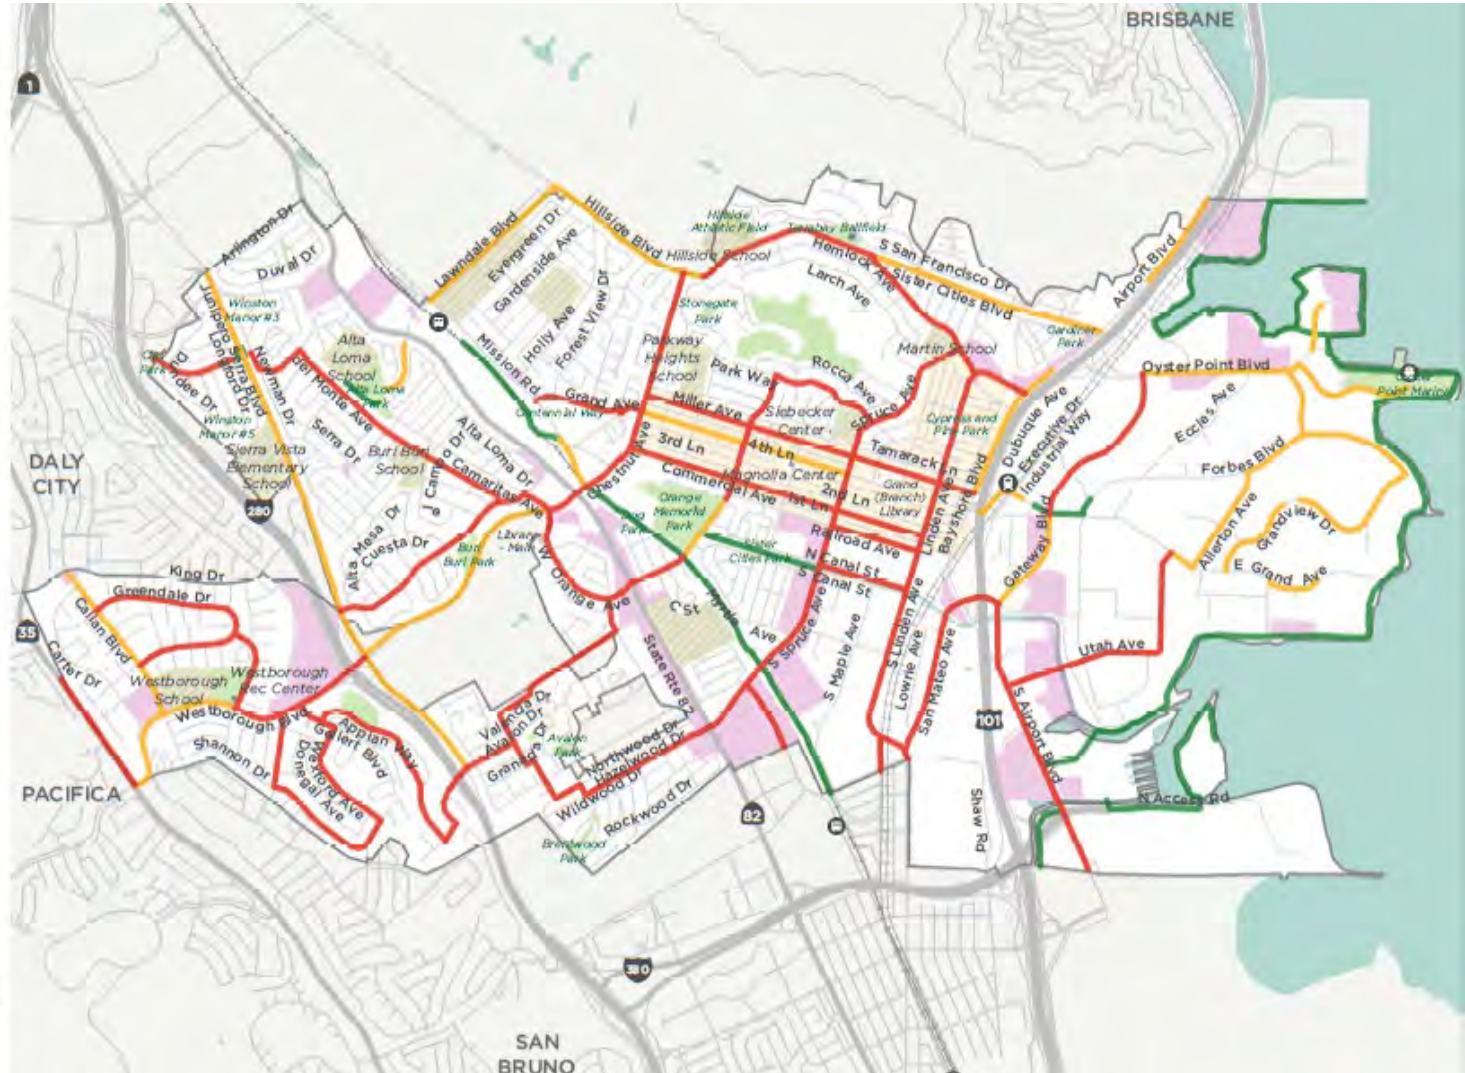 BRISBANE
1
Arlington Dr
Duval Dr
Lawndale Blvd
Evergreen Dr
Gardenside Ave
Hillside Blvd
Hillside School
Hillside
Athletic Field
Terrabay Ballfield
Hemlock Ave
S San Francisco Dr
Sister Cities Blvd
Larch Ave
Airport Blvd
Winston
Manor #3
Junipero Serra Blvd
Longford Dr
Newman Dr
Del Monte Ave
Alta
Loma
School
Alta Loma
Park
Holly Ave
Forest View Dr
Stonegate
Park
Parkway
Heights
School
Mission Rd
Grand Ave
Centennial Way
Miller Ave
Park Way
Rocca Ave
Spruce Ave
Martin School
Gardiner
Park
Oyster Point Blvd
Point Marina
Park
Dundee Dr
Winston
Manor #5
Serra Dr
Sierra Vista
Elementary
School
Buri Buri
School
El Campo Dr
Alta Loma Dr
Camaritas Ave
Chestnut Ave
3rd Ln
4th Ln
Siebecker
Center
Magnolia Center
Commercial Ave
1st Ln
2nd Ln
Tamarack Ln
Cypress and
Pine Park
Grand
(Branch)
Library
Linden Ave
Bayshore Blvd
Dubuque Ave
Executive Dr
Industrial Way
Eccles Ave
Forbes Blvd
Allerton Ave
Grandview Dr
E Grand Ave
Gateway Blvd
DALY
CITY
280
Alta Mesa Dr
Cuesta Dr
Library
- Main
Buri
Buri Park
W Orange Ave
Orange
Memorial
Park
Sister
Cities Park
Railroad Ave
N Canal St
S Canal St
King Dr
Greendale Dr
Callan Blvd
35
Carter Dr
Westborough
School
Westborough
Rec Center
Westborough Blvd
Shannon Dr
Appian Way
Gellert Blvd
Wexford Ave
Donegal Ave
C St
Myrtle Ave
State Rte 82
S Spruce Ave
S Maple Ave
S Linden Ave
Lowrie Ave
San Mateo Ave
Utah Ave
101
S Airport Blvd
Valencia Dr
Avalon Dr
Granada Dr
Avalon
Park
Northwood Dr
Hazelwood Dr
Wildwood Dr
Rockwood Dr
Brentwood
Park
PACIFICA
82
Shaw Rd
N Access Rd
380
SAN
BRUNO